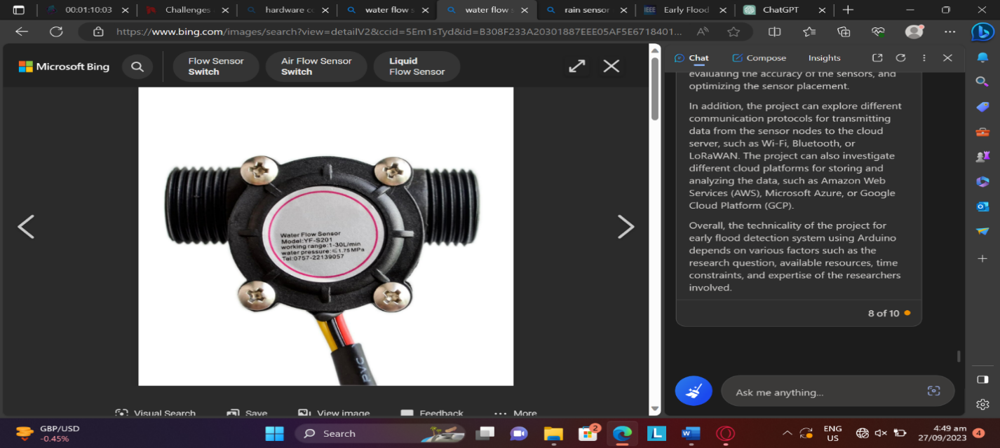 00:01:10:03
Challenges
hardware c
water flow s
water flow s
rain sensor
IEEE
Early Flood
ChatGPT
https://www.bing.com/images/search?view=detailV2&ccid=5Em1sTyd&id=B308F233A20301887EEE05AF5E6718401...
Microsoft Bing
Flow Sensor
Switch
Air Flow Sensor
Switch
Liquid
Flow Sensor
Water Flow Sensor
Model:YF-S201
working range:1-30L/min
water pressure:≤1.75MPa
Tel:0757-22139057
PVC
Visual Search
Save
View image
Feedback
More
Chat
Compose
Insights
evaluating the accuracy of the sensors, and
optimizing the sensor placement.
In addition, the project can explore different
communication protocols for transmitting
data from the sensor nodes to the cloud
server, such as Wi-Fi, Bluetooth, or
LoRaWAN. The project can also investigate
different cloud platforms for storing and
analyzing the data, such as Amazon Web
Services (AWS), Microsoft Azure, or Google
Cloud Platform (GCP).
Overall, the technicality of the project for
early flood detection system using Arduino
depends on various factors such as the
research question, available resources, time
constraints, and expertise of the researchers
involved.
8 of 10
Ask me anything...
GBP/USD
-0.45%
Search
2
ENG
US
4:49 am
27/09/2023
4